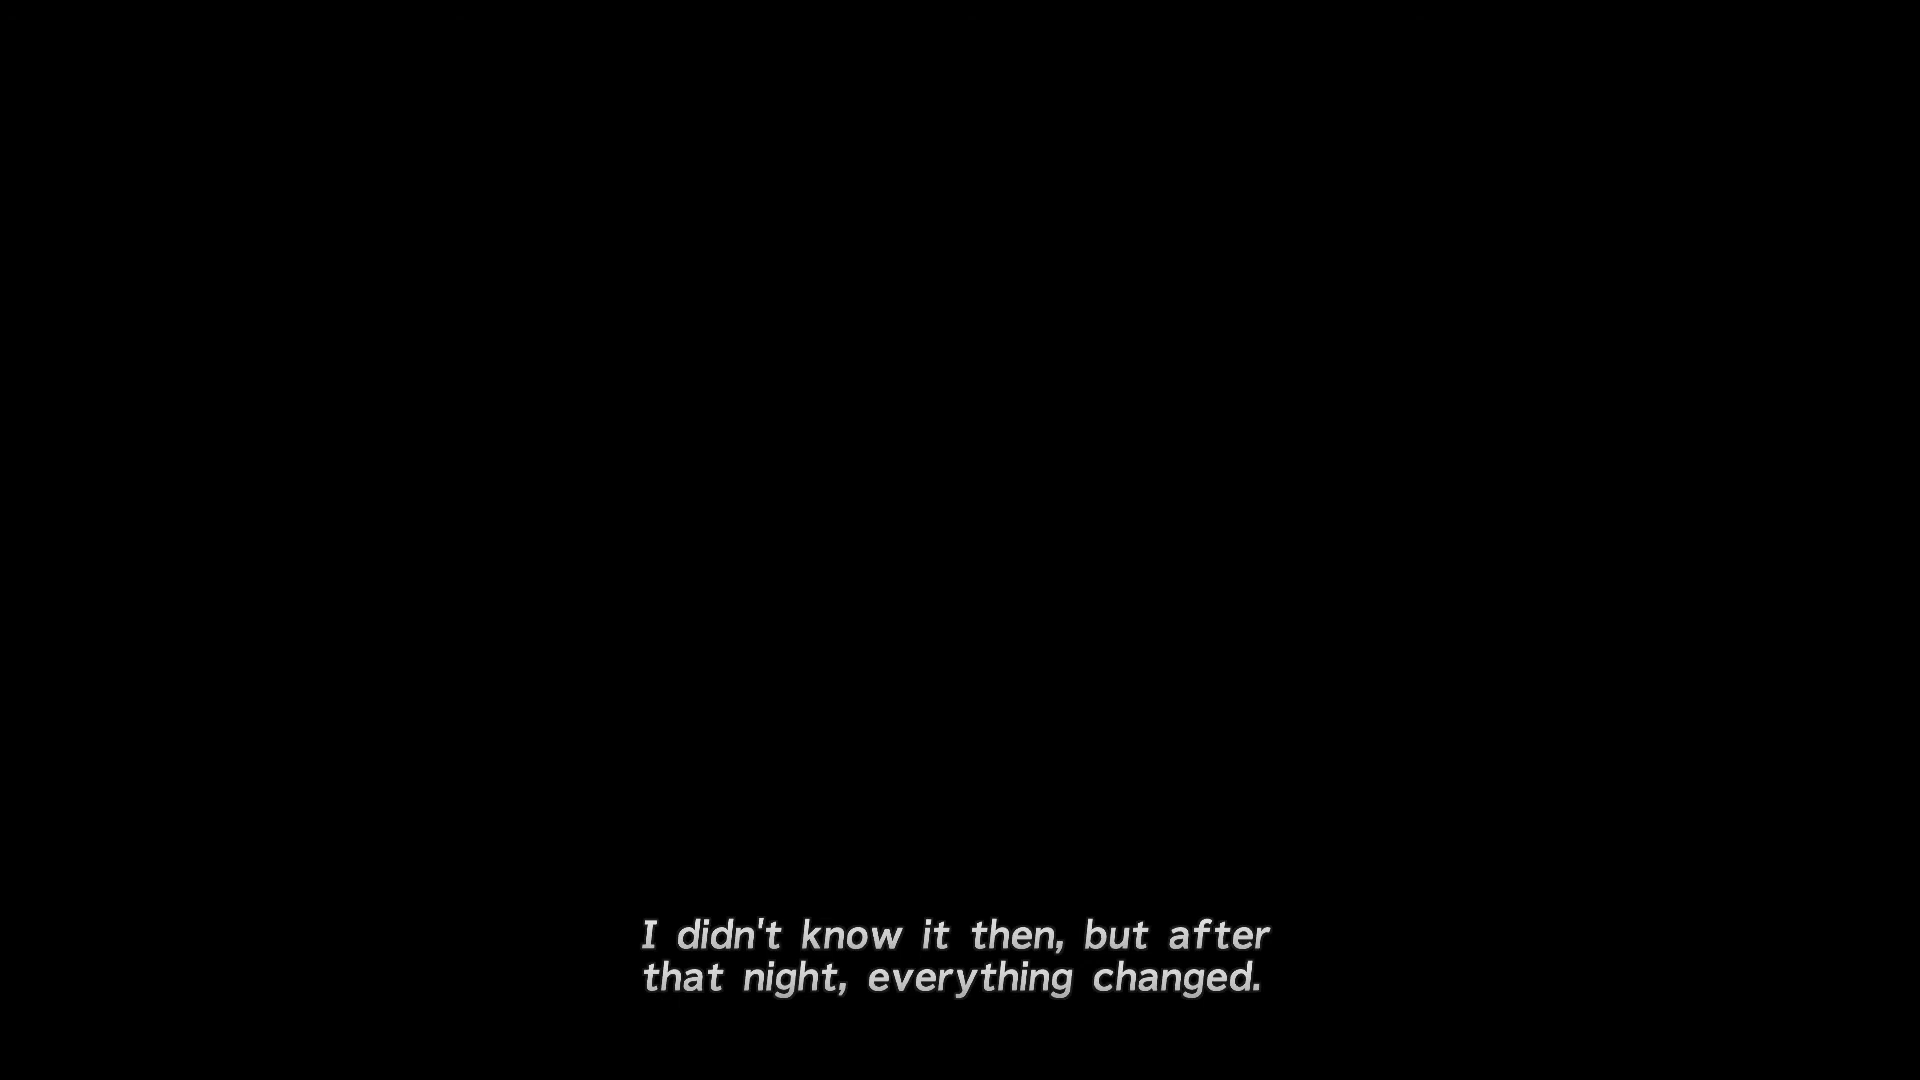 I didn't know it then, but after
that night, everything changed.